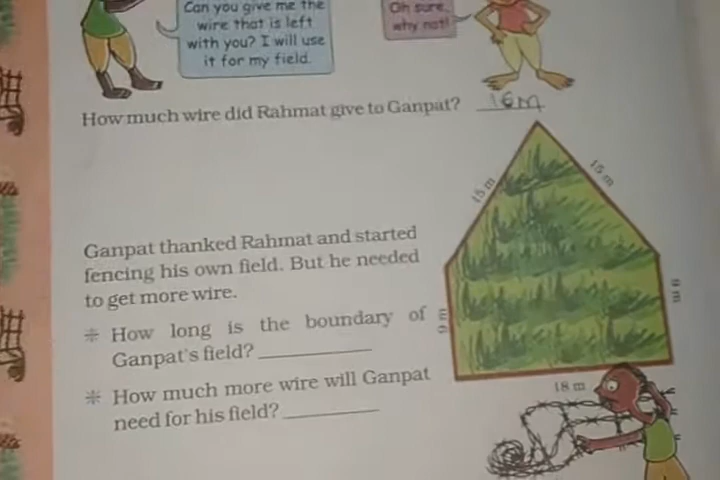 Can you give me the
wire that is left
with you? I will use
it for my field.
Oh sure,
why not!
How much wire did Rahmat give to Ganpat? 16m
15 m
15 m
Ganpat thanked Rahmat and started
fencing his own field. But he needed
to get more wire.
9 m
9 m
✳ How long is the boundary of
Ganpat's field?
✳ How much more wire will Ganpat
need for his field?
18 m